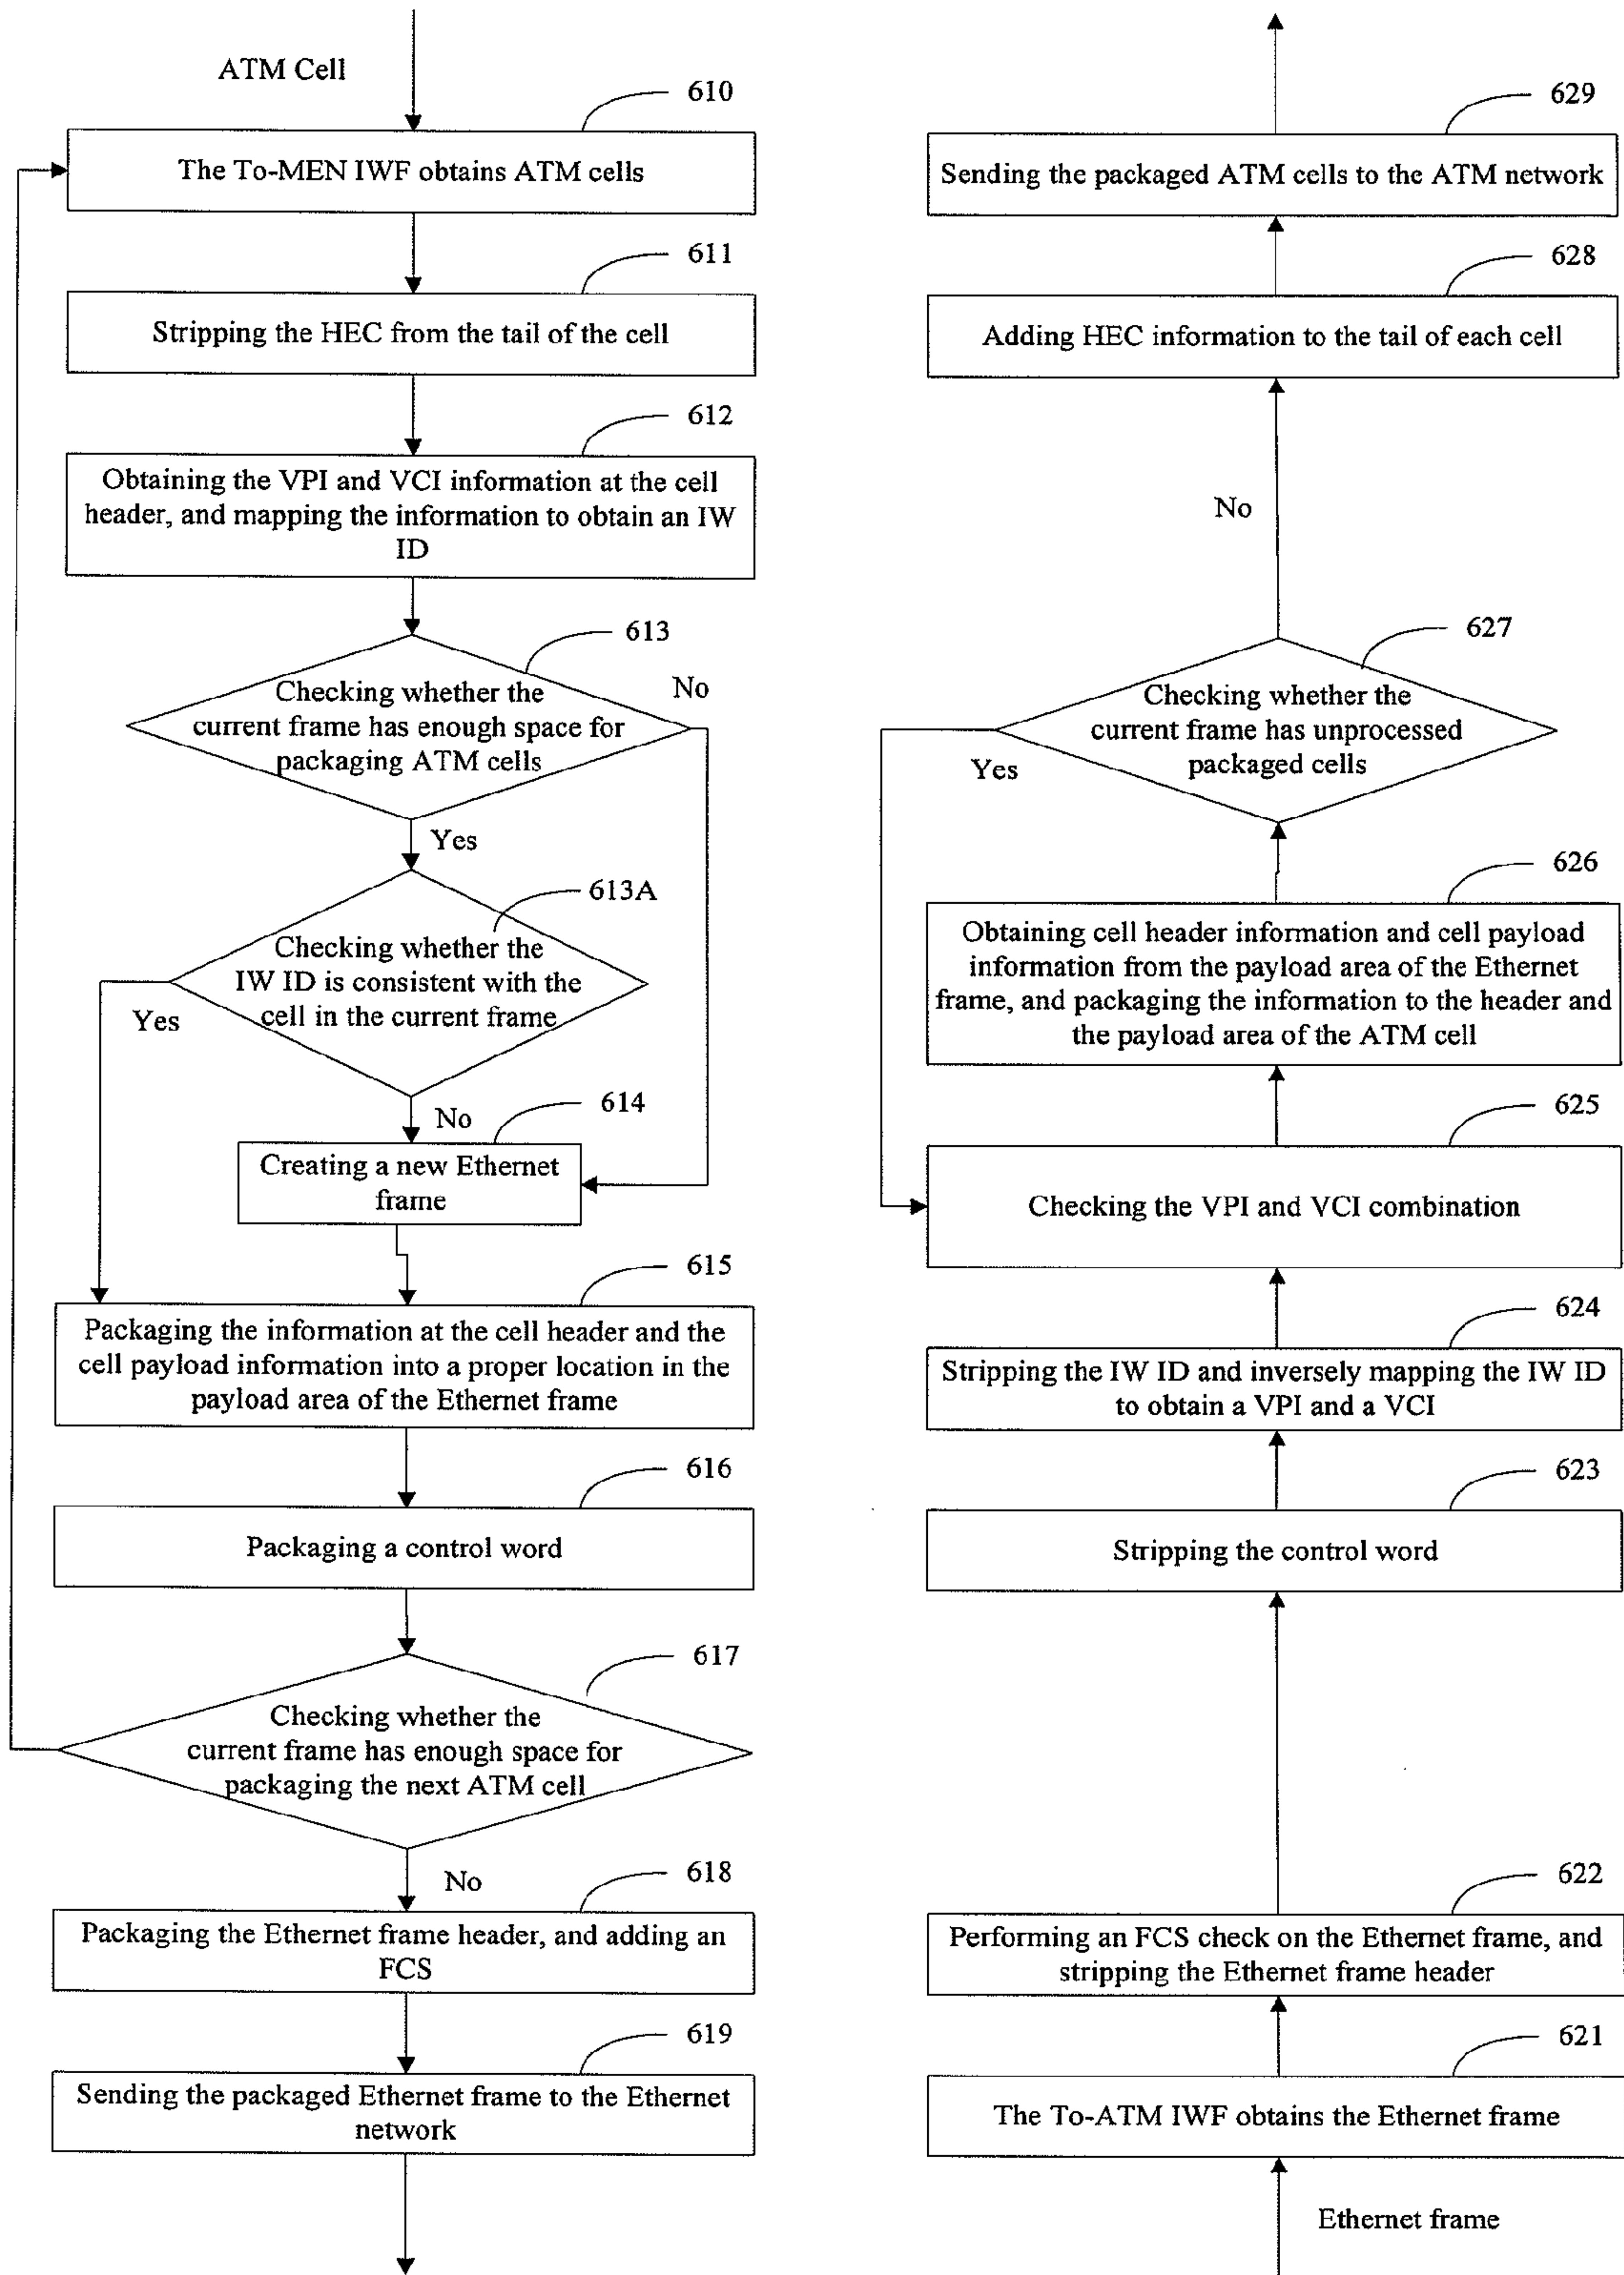 ATM Cell
610
The To-MEN IWF obtains ATM cells
611
Stripping the HEC from the tail of the cell
612
Obtaining the VPI and VCI information at the cell
header, and mapping the information to obtain an IW
ID
613
Checking whether the
current frame has enough space for
packaging ATM cells
No
Yes
613A
Checking whether the
IW ID is consistent with the
cell in the current frame
Yes
No
614
Creating a new Ethernet
frame
615
Packaging the information at the cell header and the
cell payload information into a proper location in the
payload area of the Ethernet frame
616
Packaging a control word
617
Checking whether the
current frame has enough space for
packaging the next ATM cell
No
618
Packaging the Ethernet frame header, and adding an
FCS
619
Sending the packaged Ethernet frame to the Ethernet
network
629
Sending the packaged ATM cells to the ATM network
628
Adding HEC information to the tail of each cell
No
627
Checking whether the
current frame has unprocessed
packaged cells
Yes
626
Obtaining cell header information and cell payload
information from the payload area of the Ethernet
frame, and packaging the information to the header and
the payload area of the ATM cell
625
Checking the VPI and VCI combination
624
Stripping the IW ID and inversely mapping the IW ID
to obtain a VPI and a VCI
623
Stripping the control word
622
Performing an FCS check on the Ethernet frame, and
stripping the Ethernet frame header
621
The To-ATM IWF obtains the Ethernet frame
Ethernet frame